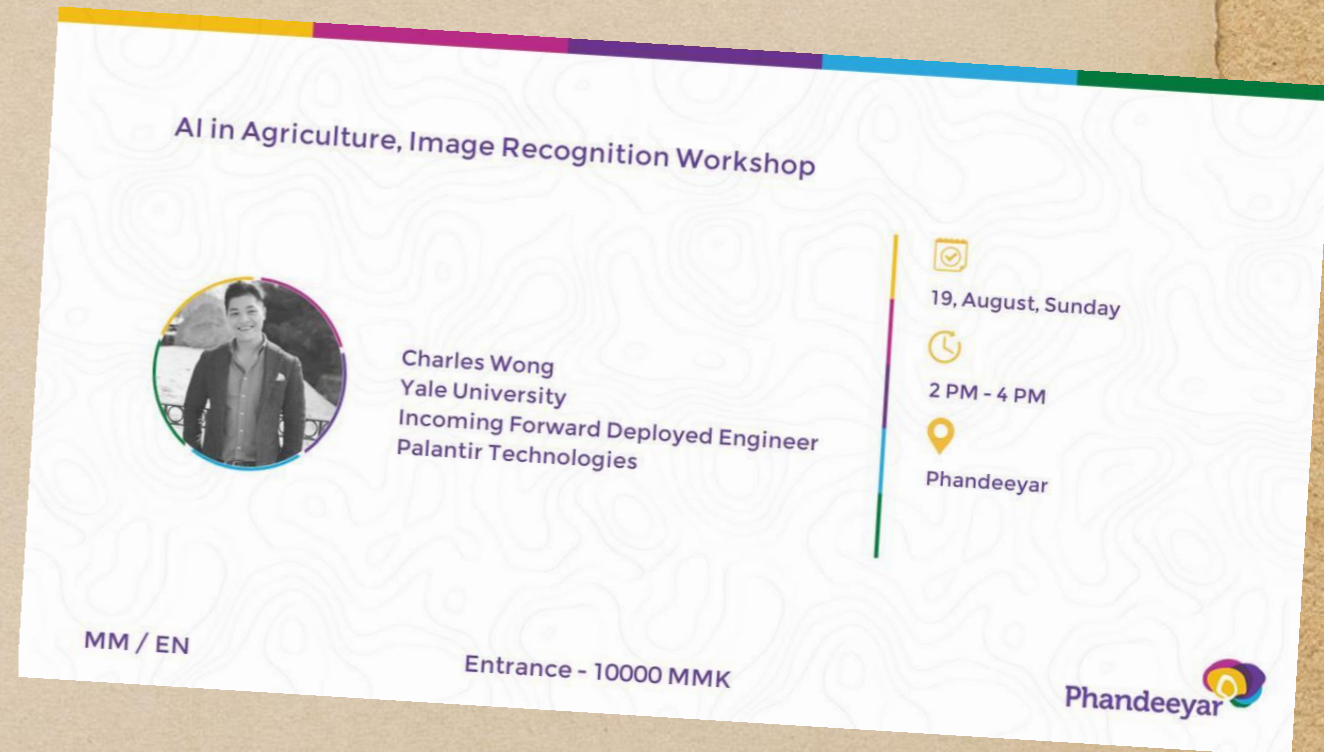 AI in Agriculture, Image Recognition Workshop
Charles Wong
Yale University
Incoming Forward Deployed Engineer
Palantir Technologies
19, August, Sunday
2 PM - 4 PM
Phandeeyar
MM / EN
Entrance - 10000 MMK
Phandeeyar